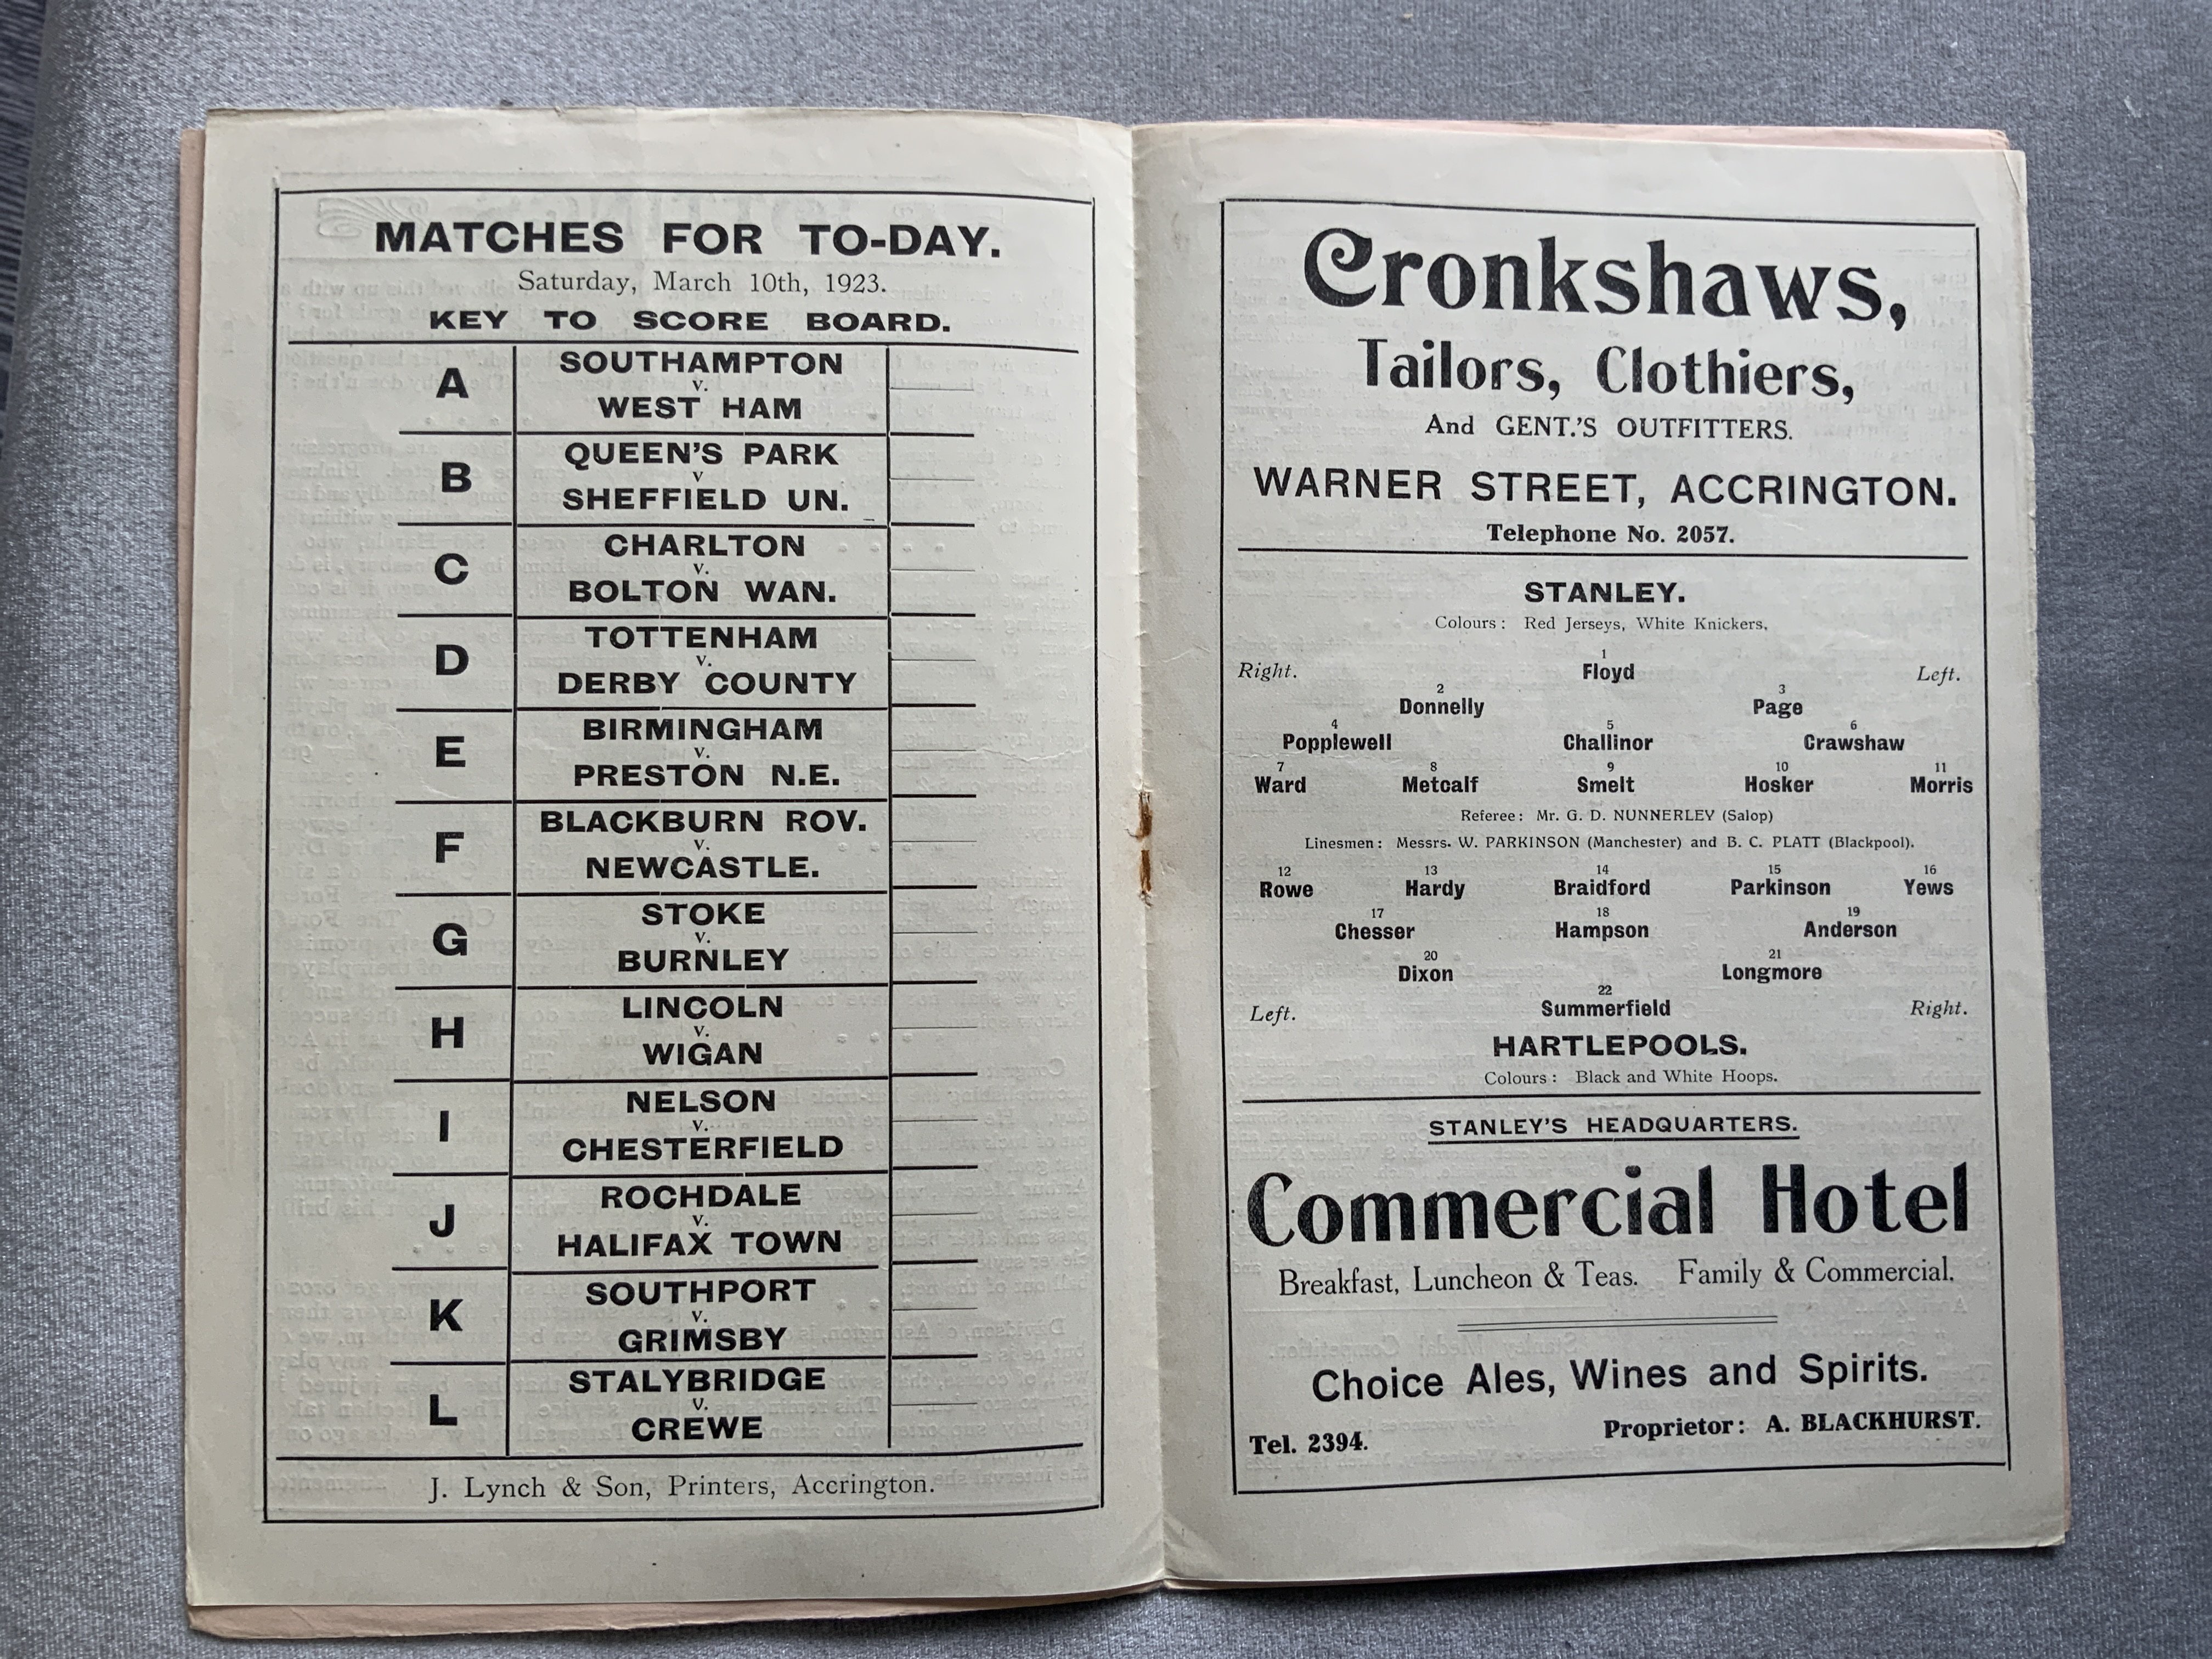 MATCHES FOR TO-DAY.
Saturday, March 10th, 1923.
KEY TO SCORE BOARD.
A
SOUTHAMPTON
v.
WEST HAM
B
QUEEN'S PARK
v
SHEFFIELD UN.
C
CHARLTON
v.
BOLTON WAN.
D
TOTTENHAM
v.
DERBY COUNTY
E
BIRMINGHAM
v.
PRESTON N.E.
F
BLACKBURN ROV.
v.
NEWCASTLE.
G
STOKE
v.
BURNLEY
H
LINCOLN
v.
WIGAN
I
NELSON
v.
CHESTERFIELD
J
ROCHDALE
v.
HALIFAX TOWN
K
SOUTHPORT
v.
GRIMSBY
L
STALYBRIDGE
v.
CREWE
J. Lynch & Son, Printers, Accrington.
Cronkshaws,
Tailors, Clothiers,
And GENT.'S OUTFITTERS.
WARNER STREET, ACCRINGTON.
Telephone No. 2057.
STANLEY.
Colours: Red Jerseys, White Knickers.
1
Right. Floyd Left.
2 3
Donnelly Page
4 5 6
Popplewell Challinor Crawshaw
7 8 9 10 11
Ward Metcalf Smelt Hosker Morris
Referee: Mr. G. D. NUNNERLEY (Salop)
Linesmen: Messrs. W. PARKINSON (Manchester) and B. C. PLATT (Blackpool).
12 13 14 15 16
Rowe Hardy Braidford Parkinson Yews
17 18 19
Chesser Hampson Anderson
20 21
Dixon Longmore
22
Left. Summerfield Right.
HARTLEPOOLS.
Colours: Black and White Hoops.
STANLEY'S HEADQUARTERS.
Commercial Hotel
Breakfast, Luncheon & Teas. Family & Commercial.
Choice Ales, Wines and Spirits.
Tel. 2394. Proprietor: A. BLACKHURST.